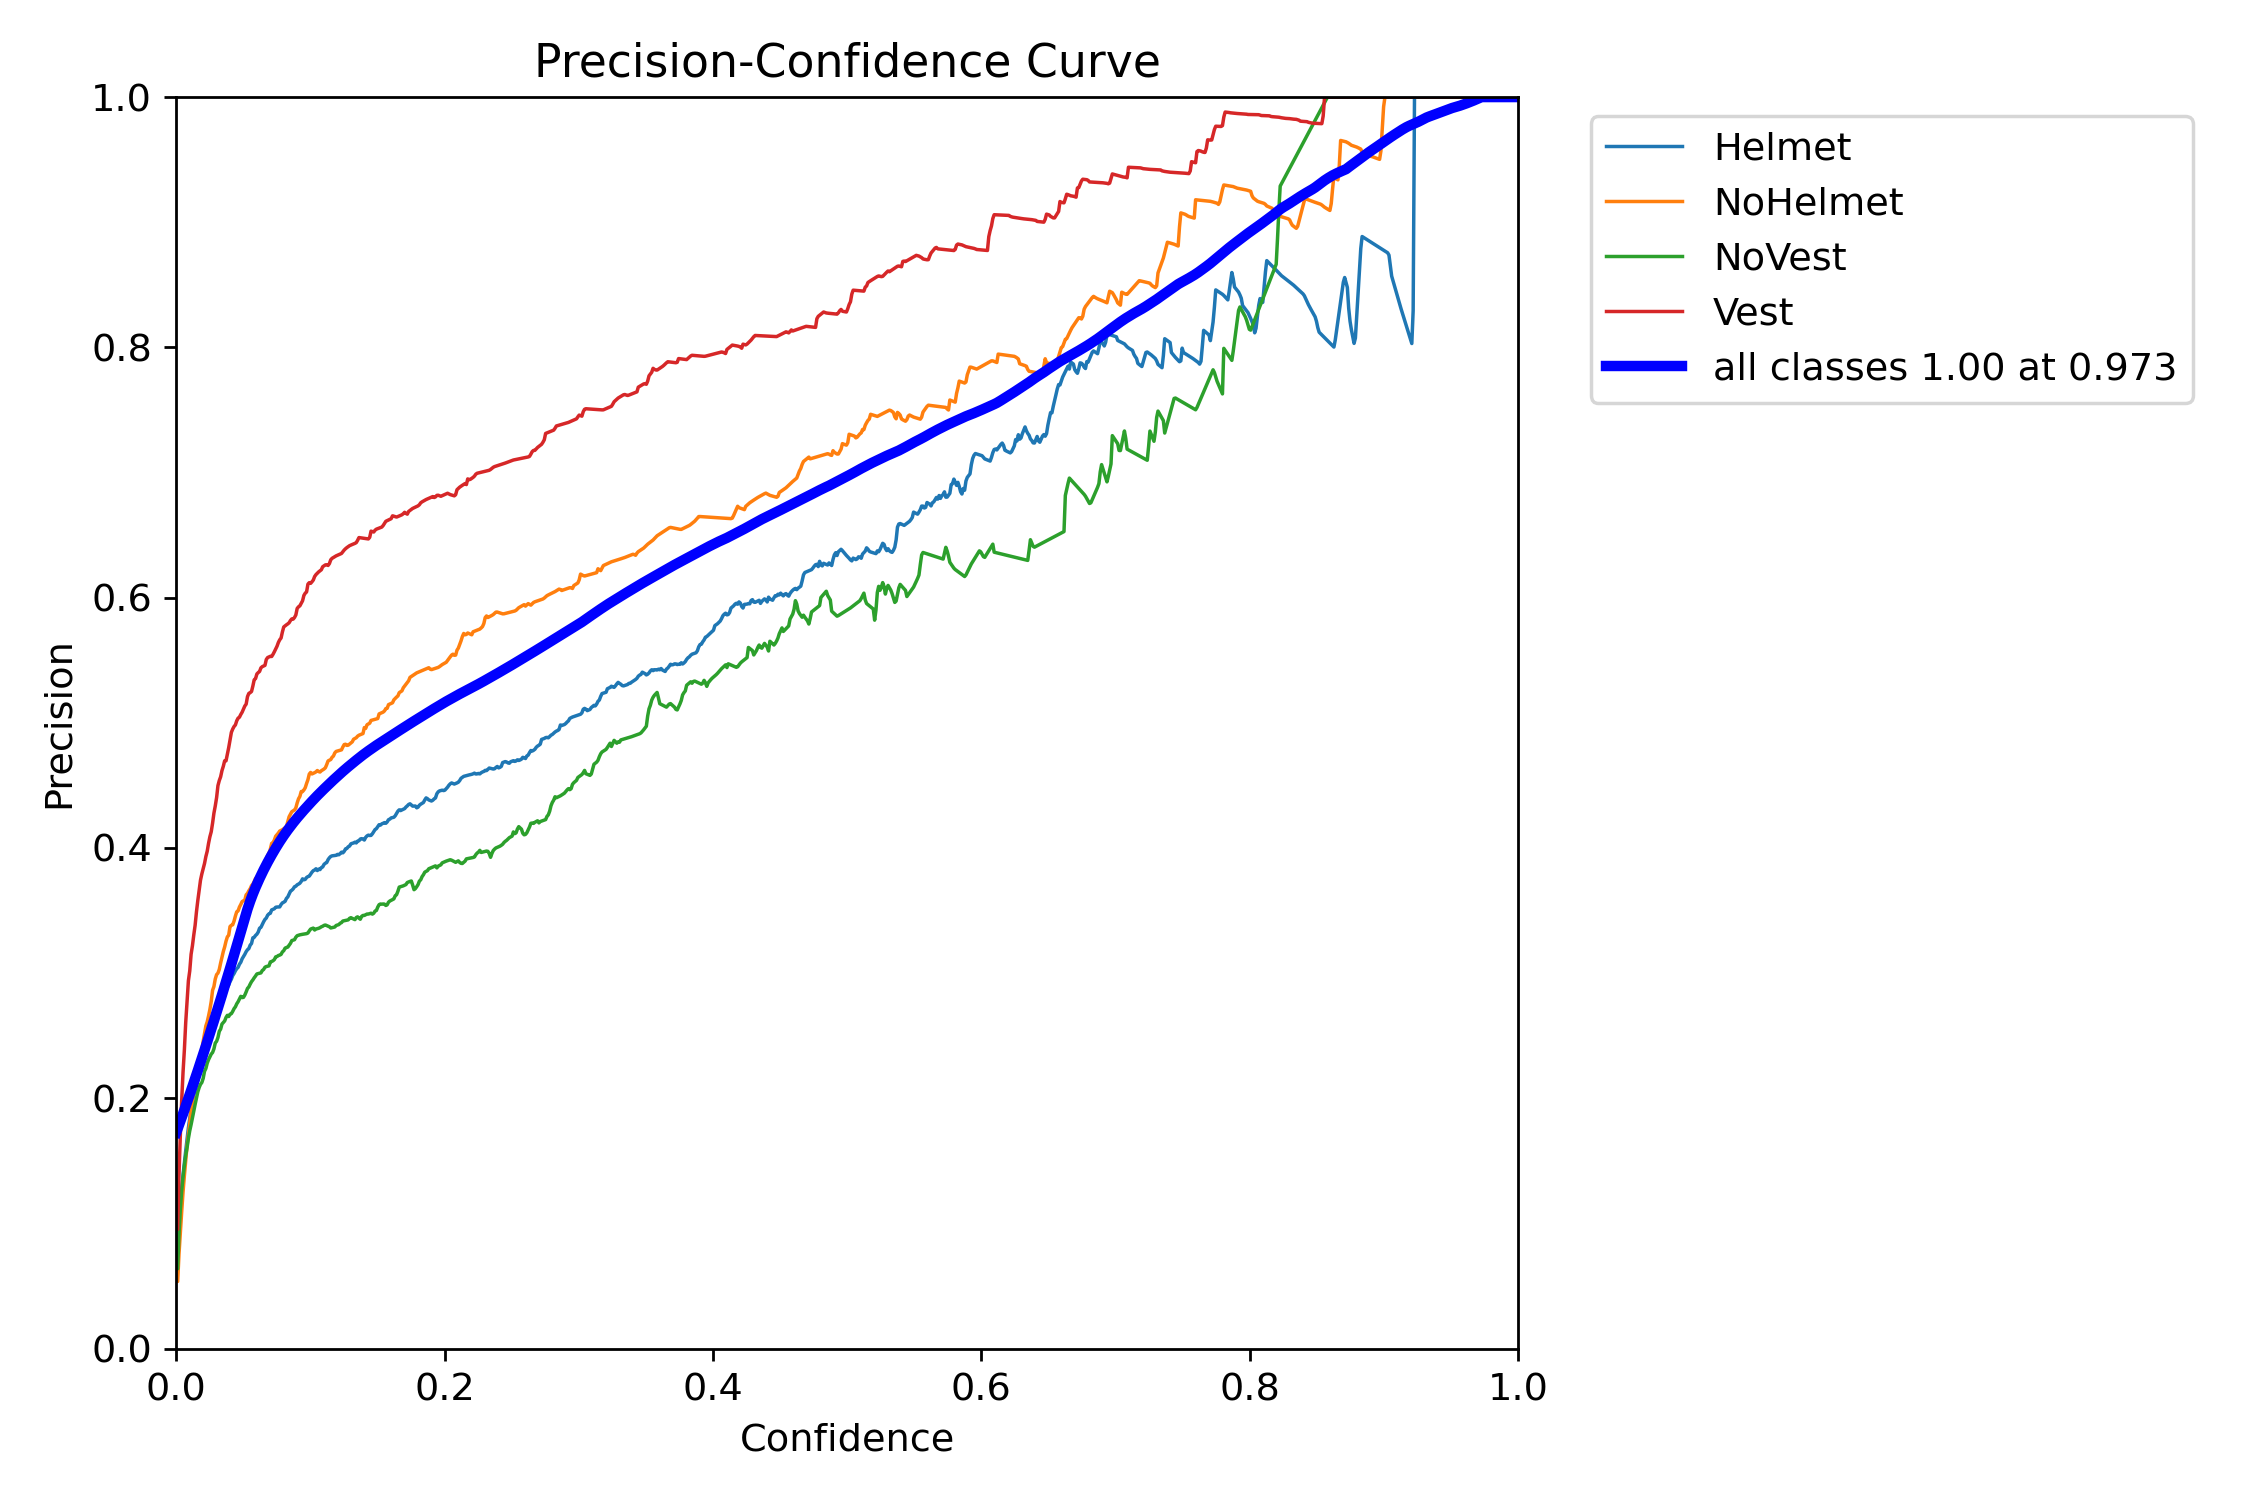 Precision-Confidence Curve
1.0
0.8
0.6
0.4
0.2
0.0
Precision
0.0 0.2 0.4 0.6 0.8 1.0
Confidence
Helmet
NoHelmet
NoVest
Vest
all classes 1.00 at 0.973